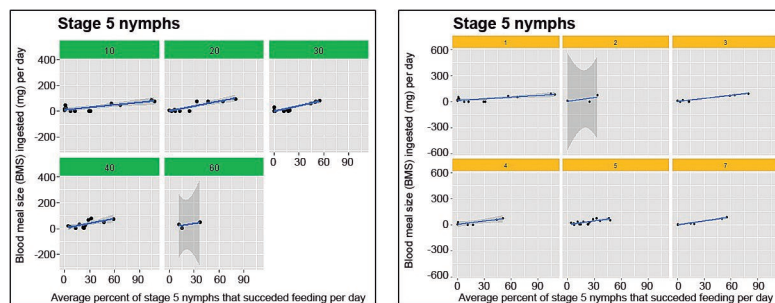 Stage 5 nymphs
10 20 30
400
200
0
-200
0 30 60 90
40 60
400
200
0
-200
0 30 60 90 0 30 60 90
Blood meal size (BMS) ingested (mg) per day
Average percent of stage 5 nymphs that succeded feeding per day
Stage 5 nymphs
1 2 3
600
300
0
-300
-600
4 5 7
600
300
0
-300
-600
0 30 60 90 0 30 60 90 0 30 60 90
Blood meal size (BMS) ingested (mg) per day
Average percent of stage 5 nymphs that succeded feeding per day